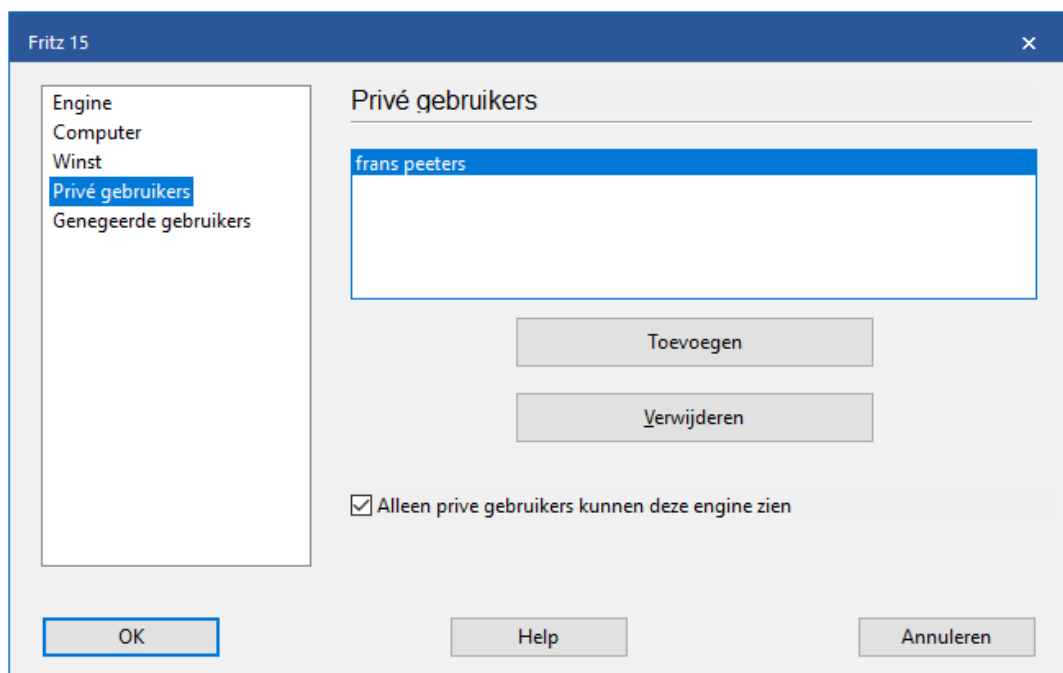 Fritz 15
Engine
Computer
Winst
Privé gebruikers
Genegeerde gebruikers
Privé gebruikers
frans peeters
Toevoegen
Verwijderen
Alleen prive gebruikers kunnen deze engine zien
OK
Help
Annuleren